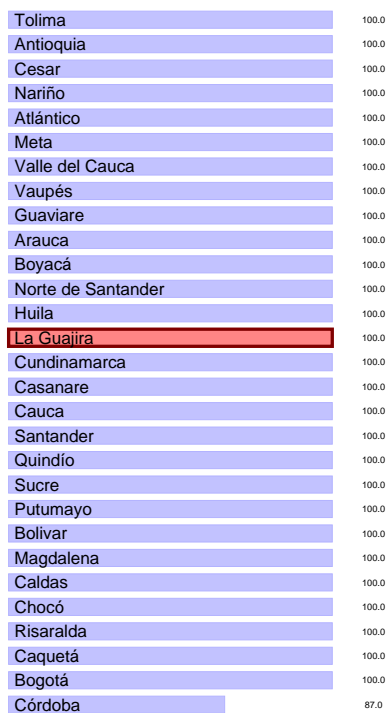 Tolima 100.0
Antioquia 100.0
Cesar 100.0
Nariño 100.0
Atlántico 100.0
Meta 100.0
Valle del Cauca 100.0
Vaupés 100.0
Guaviare 100.0
Arauca 100.0
Boyacá 100.0
Norte de Santander 100.0
Huila 100.0
La Guajira 100.0
Cundinamarca 100.0
Casanare 100.0
Cauca 100.0
Santander 100.0
Quindío 100.0
Sucre 100.0
Putumayo 100.0
Bolivar 100.0
Magdalena 100.0
Caldas 100.0
Chocó 100.0
Risaralda 100.0
Caquetá 100.0
Bogotá 100.0
Córdoba 87.0